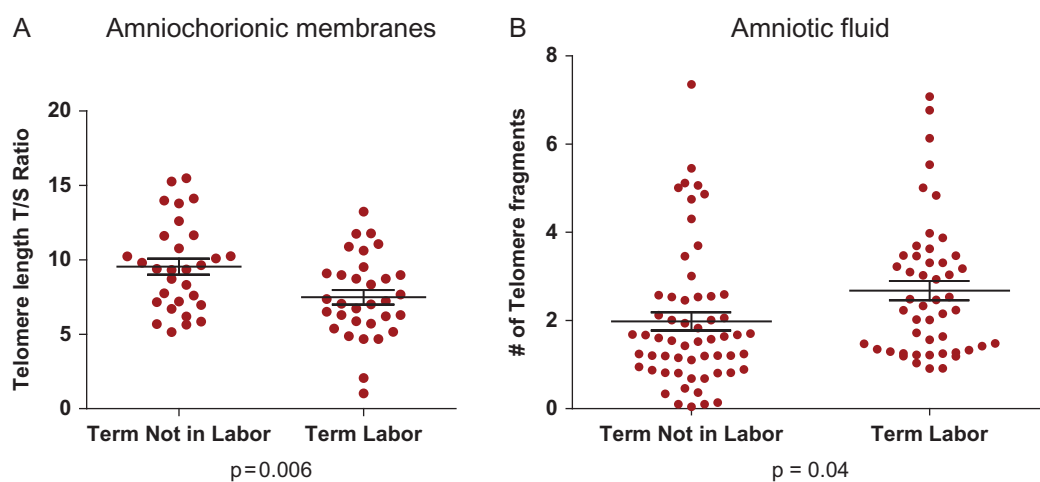 A
Amniochorionic membranes
Telomere length T/S Ratio
20
15
10
5
0
Term Not in Labor
Term Labor
p=0.006
B
Amniotic fluid
# of Telomere fragments
8
6
4
2
0
Term Not in Labor
Term Labor
p = 0.04